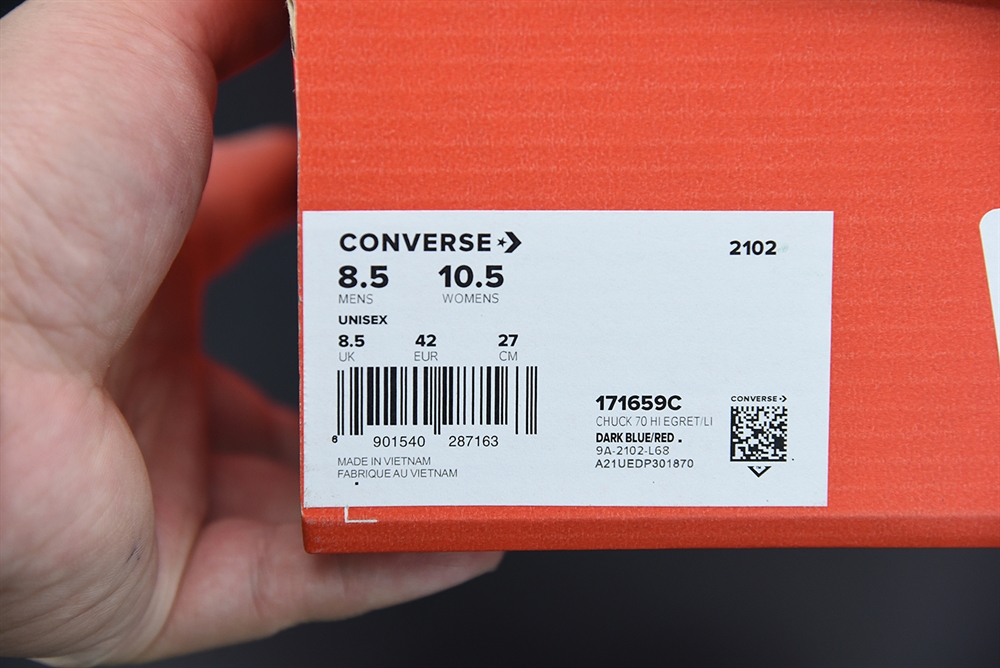 CONVERSE
2102
8.5 10.5
MENS WOMENS
UNISEX
8.5 42 27
UK EUR CM
6 901540 287163
MADE IN VIETNAM
FABRIQUE AU VIETNAM
171659C
CHUCK 70 HI EGRET/LI
DARK BLUE/RED .
9A-2102-L68
A21UEDP301870
CONVERSE